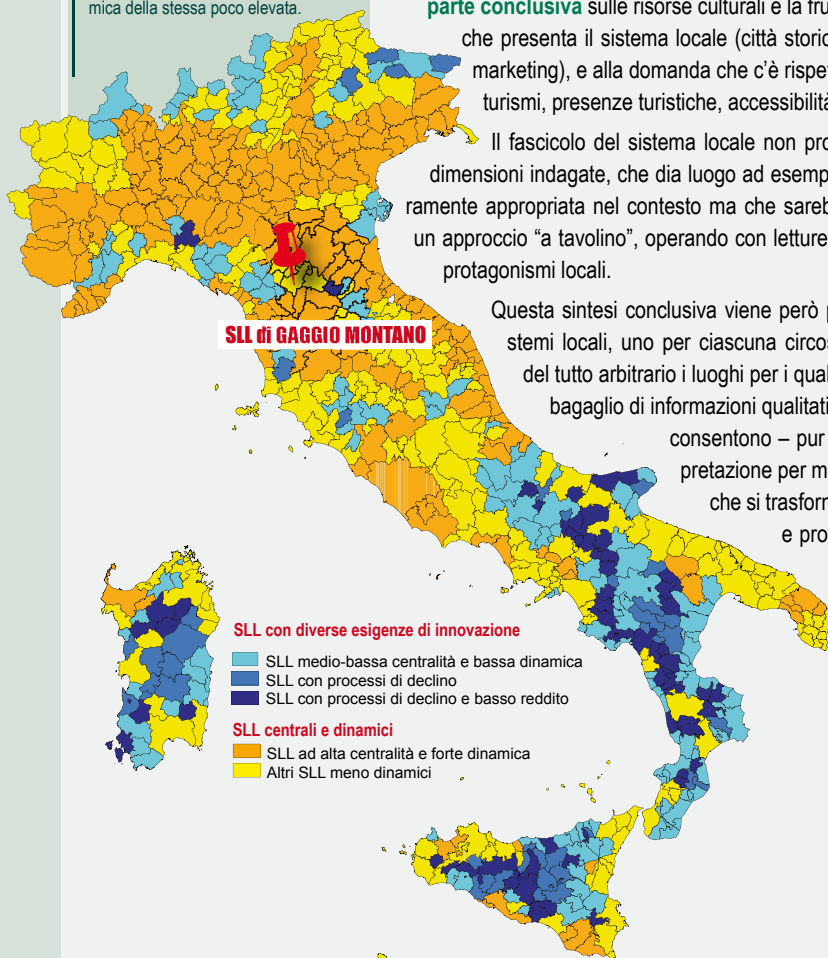 mica della stessa poco elevata.
parte conclusiva sulle risorse culturali e la fru
che presenta il sistema locale (città storic
marketing), e alla domanda che c'è rispet
turismi, presenze turistiche, accessibilità
Il fascicolo del sistema locale non pro
dimensioni indagate, che dia luogo ad esemp
ramente appropriata nel contesto ma che sareb
un approccio "a tavolino", operando con letture
protagonismi locali.
Questa sintesi conclusiva viene però p
stemi locali, uno per ciascuna circos
del tutto arbitrario i luoghi per i qual
bagaglio di informazioni qualitati
consentono – pur
pretazione per m
che si trasforn
e pro
SLL di GAGGIO MONTANO
SLL con diverse esigenze di innovazione
SLL medio-bassa centralità e bassa dinamica
SLL con processi di declino
SLL con processi di declino e basso reddito
SLL centrali e dinamici
SLL ad alta centralità e forte dinamica
Altri SLL meno dinamici